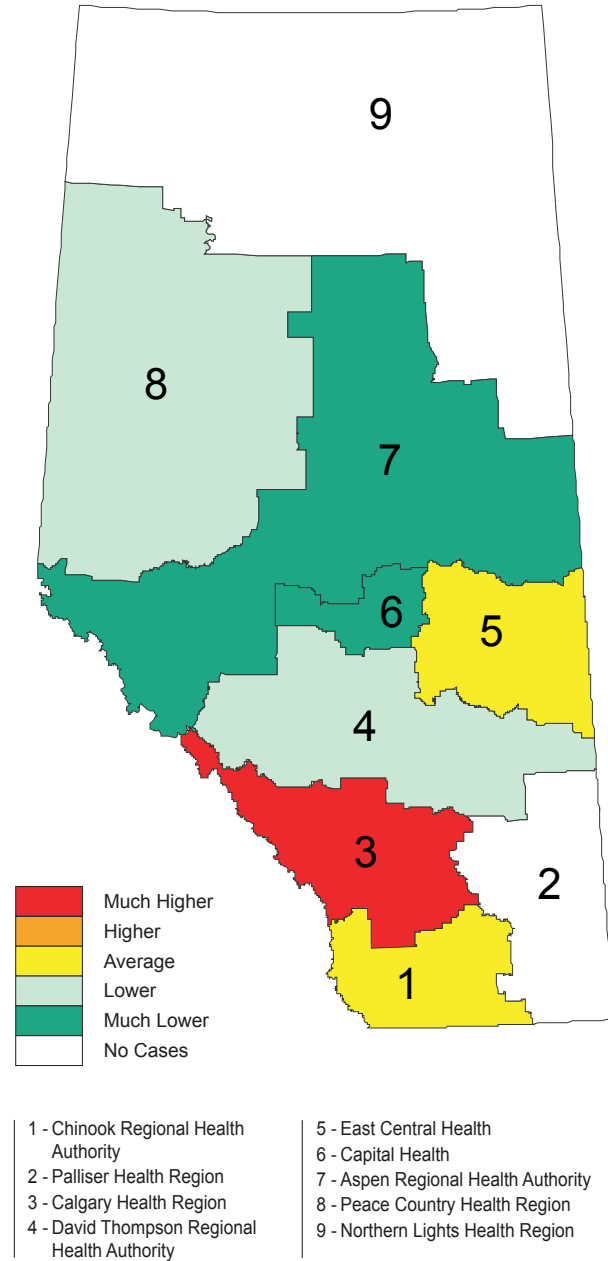 9
8
7
6
5
4
3
2
1
Much Higher
Higher
Average
Lower
Much Lower
No Cases
1 - Chinook Regional Health
Authority
2 - Palliser Health Region
3 - Calgary Health Region
4 - David Thompson Regional
Health Authority
5 - East Central Health
6 - Capital Health
7 - Aspen Regional Health Authority
8 - Peace Country Health Region
9 - Northern Lights Health Region